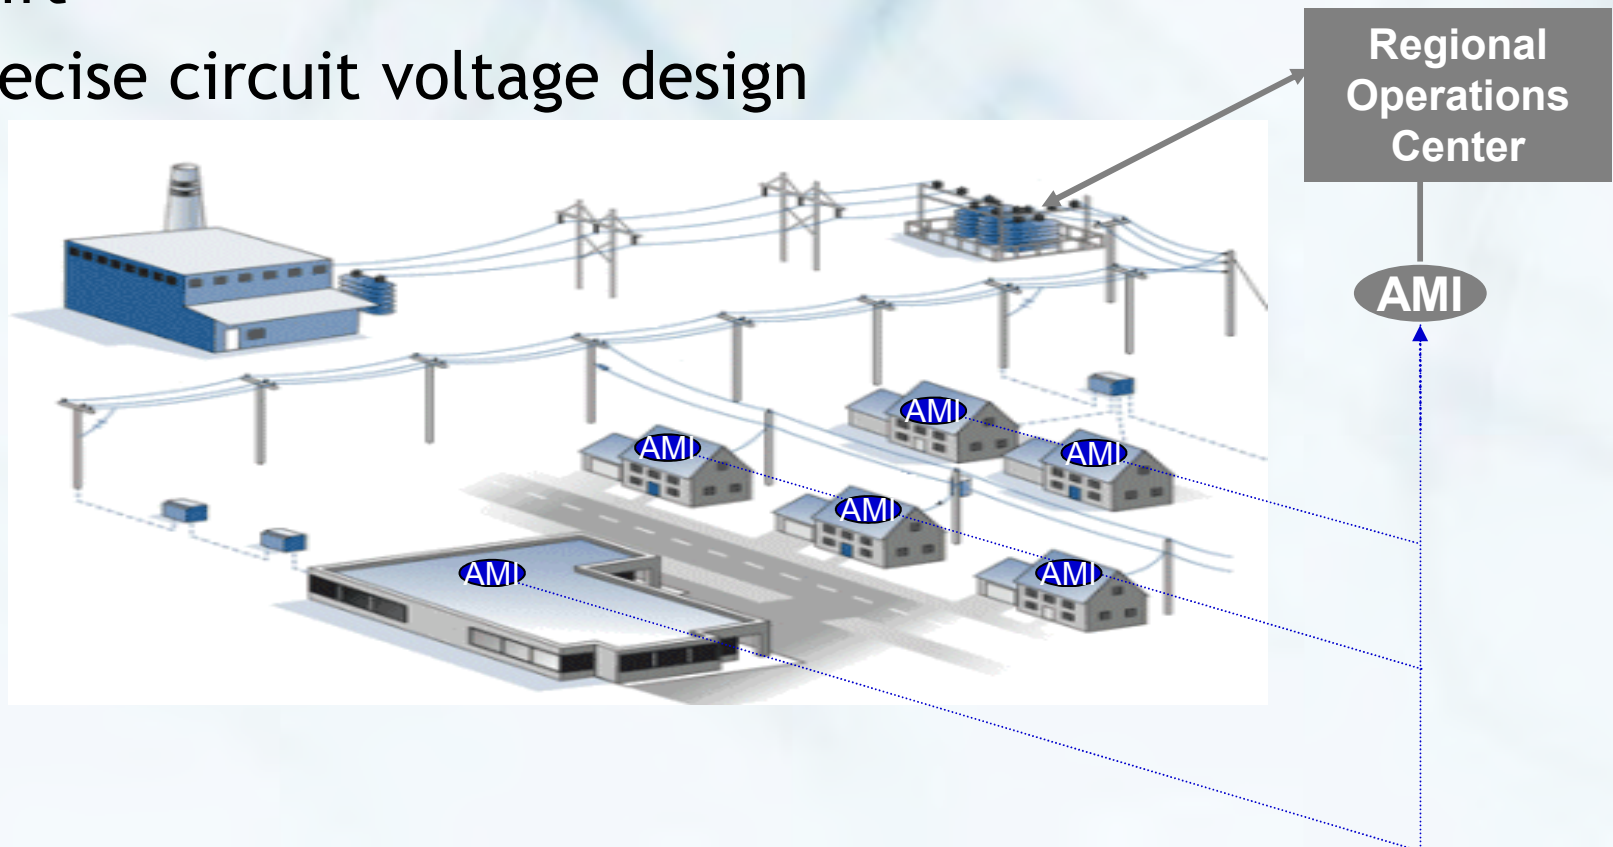 ecise circuit voltage design
Regional
Operations
Center
AMI
AMI
AMI
AMI
AMI
AMI
AMI